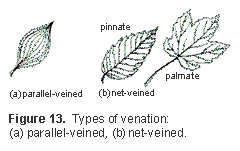 pinnate
palmate
(a) parallel-veined (b) net-veined
Figure 13. Types of venation:
(a) parallel-veined, (b) net-veined.